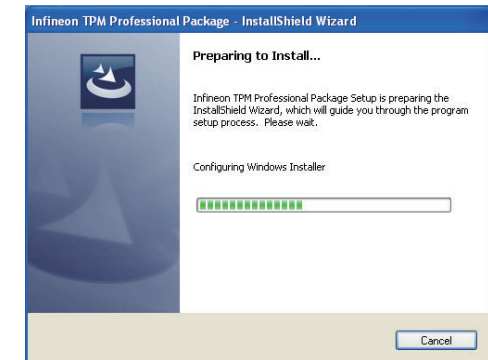 Infineon TPM Professional Package - InstallShield Wizard
Preparing to Install...
Infineon TPM Professional Package Setup is preparing the
InstallShield Wizard, which will guide you through the program
setup process. Please wait.
Configuring Windows Installer
Cancel